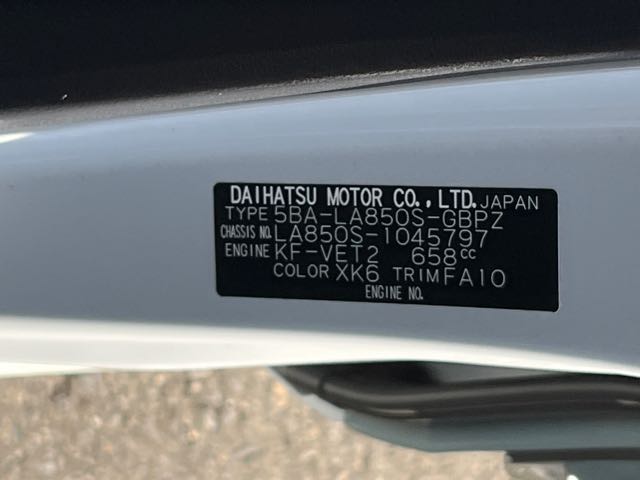 DAIHATSU MOTOR CO., LTD. JAPAN
TYPE 5BA-LA850S-GBPZ
CHASSIS NO. LA850S-1045797
ENGINE KF-VET2 658cc
COLOR XK6 TRIM FA10
ENGINE NO.